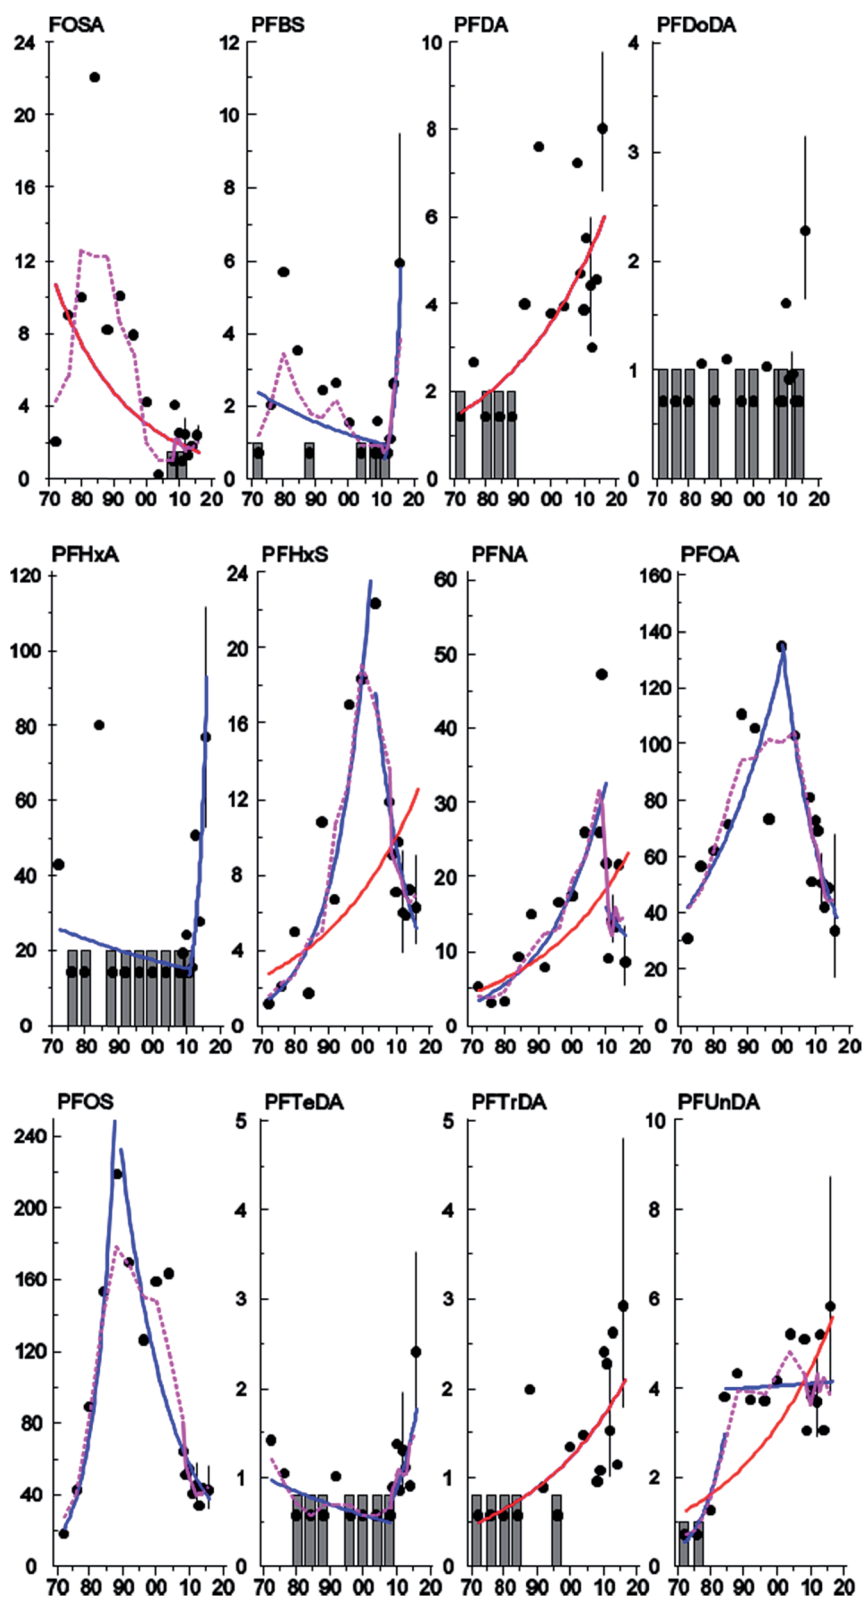 FOSA PFBS PFDA PFDoDA
24 12 10 4
20 10 8 3
16 8 6 2
12 6 4 1
8 4 2 0
4 2 0
0 0
70 80 90 00 10 20 70 80 90 00 10 20 70 80 90 00 10 20 70 80 90 00 10 20
PFHxA PFHxS PFNA PFOA
120 24 60 160
100 20 50 140
80 16 40 120
60 12 30 100
40 8 20 80
20 4 10 60
0 0 0 40
20
0
70 80 90 00 10 20 70 80 90 00 10 20 70 80 90 00 10 20 70 80 90 00 10 20
PFOS PFTeDA PFTrDA PFUnDA
240 5 5 10
200 4 4 8
160 3 3 6
120 2 2 4
80 1 1 2
40 0 0 0
0
70 80 90 00 10 20 70 80 90 00 10 20 70 80 90 00 10 20 70 80 90 00 10 20